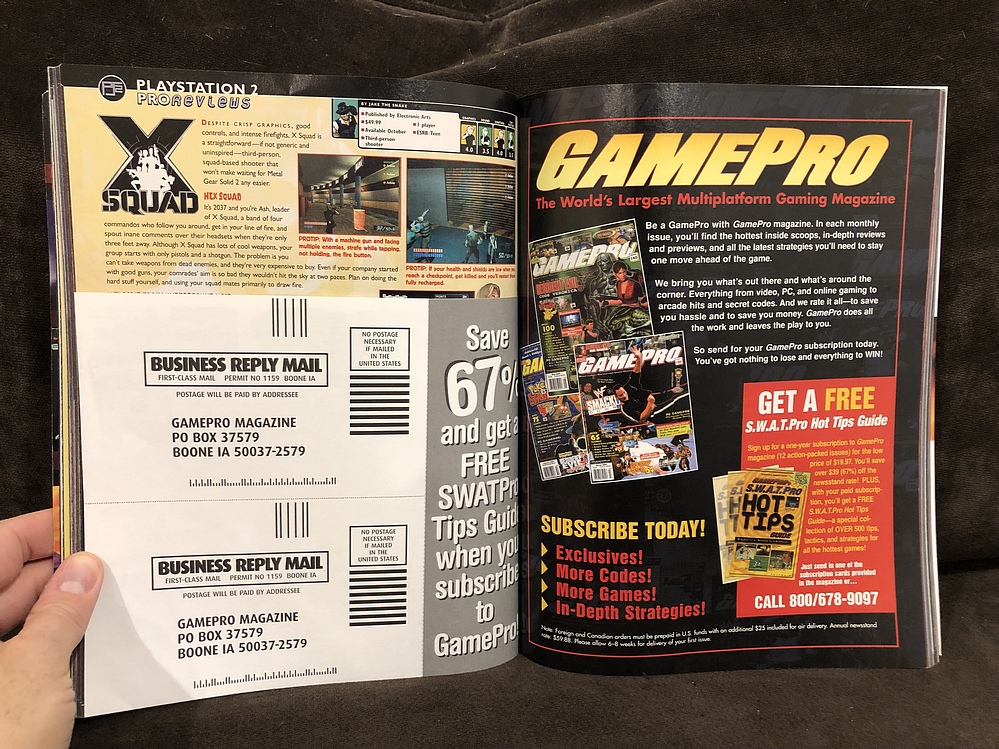 PLAYSTATION 2
PROREVIEWS
X
SQUAD
DESPITE CRISP GRAPHICS, good
controls, and intense firefights, X Squad is
a straightforward—if not generic and
uninspired—third-person,
squad-based shooter that
won't make waiting for Metal
Gear Solid 2 any easier.
HEX SQUAD
It's 2037 and you're Ash, leader
of X Squad, a band of four
commandos who follow you around, get in your line of fire, and
spout inane comments over their headsets when they're only
three feet away. Although X Squad has lots of cool weapons, your
group starts with only pistols and a shotgun. The problem is you
can't take weapons from dead enemies, and they're very expensive to buy. Even if your company started
with good guns, your comrades' aim is so bad they wouldn't hit the sky at two paces. Plan on doing the
hard stuff yourself, and using your squad mates primarily to draw fire.
BY JAKE THE SNAKE
Published by Electronic Arts
$49.99
Available October
Third-person
shooter
1 player
ESRB: Teen
4.0 3.5 4.0 3.5
PROTIP: With a machine gun and facing
multiple enemies, strafe while tapping,
not holding, the fire button.
PROTIP: If your health and shields are low when you
reach a checkpoint, get killed and you'll restart
fully recharged.
NO POSTAGE
NECESSARY
IF MAILED
IN THE
UNITED STATES
BUSINESS REPLY MAIL
FIRST-CLASS MAIL PERMIT NO 1159 BOONE IA
POSTAGE WILL BE PAID BY ADDRESSEE
GAMEPRO MAGAZINE
PO BOX 37579
BOONE IA 50037-2579
NO POSTAGE
NECESSARY
IF MAILED
IN THE
UNITED STATES
BUSINESS REPLY MAIL
FIRST-CLASS MAIL PERMIT NO 1159 BOONE IA
POSTAGE WILL BE PAID BY ADDRESSEE
GAMEPRO MAGAZINE
PO BOX 37579
BOONE IA 50037-2579
Save
67%
and get a
FREE
SWATPro
Tips Guide
when you
subscribe
to
GamePro
GAMEPRO
The World's Largest Multiplatform Gaming Magazine
Be a GamePro with GamePro magazine. In each monthly
issue, you'll find the hottest inside scoops, in-depth reviews
and previews, and all the latest strategies you'll need to stay
one move ahead of the game.
We bring you what's out there and what's around the
corner. Everything from video, PC, and online gaming to
arcade hits and secret codes. And we rate it all—to save
you hassle and to save you money. GamePro does all
the work and leaves the play to you.
So send for your GamePro subscription today.
You've got nothing to lose and everything to WIN!
GAMEPRO
100
GAMEPRO
SMACK
65
GET A FREE
S.W.A.T.Pro Hot Tips Guide
Sign up for a one-year subscription to GamePro
magazine (12 action-packed issues) for the low
price of $19.97. You'll save
over $39 (67%) off the
newsstand rate! PLUS,
with your paid subscrip-
tion, you'll get a FREE
S.W.A.T.Pro Hot Tips
Guide—a special col-
lection of OVER 500 tips,
tactics, and strategies for
all the hottest games!
Just send in one of the
subscription cards provided
in the magazine or...
CALL 800/678-9097
S.W.A.T.PRO
HOT
TIPS
GUIDE
SUBSCRIBE TODAY!
Exclusives!
More Codes!
More Games!
In-Depth Strategies!
Note: Foreign and Canadian orders must be prepaid in U.S. funds with an additional $25 included for air delivery. Annual newsstand
rate: $59.88. Please allow 6-8 weeks for delivery of your first issue.